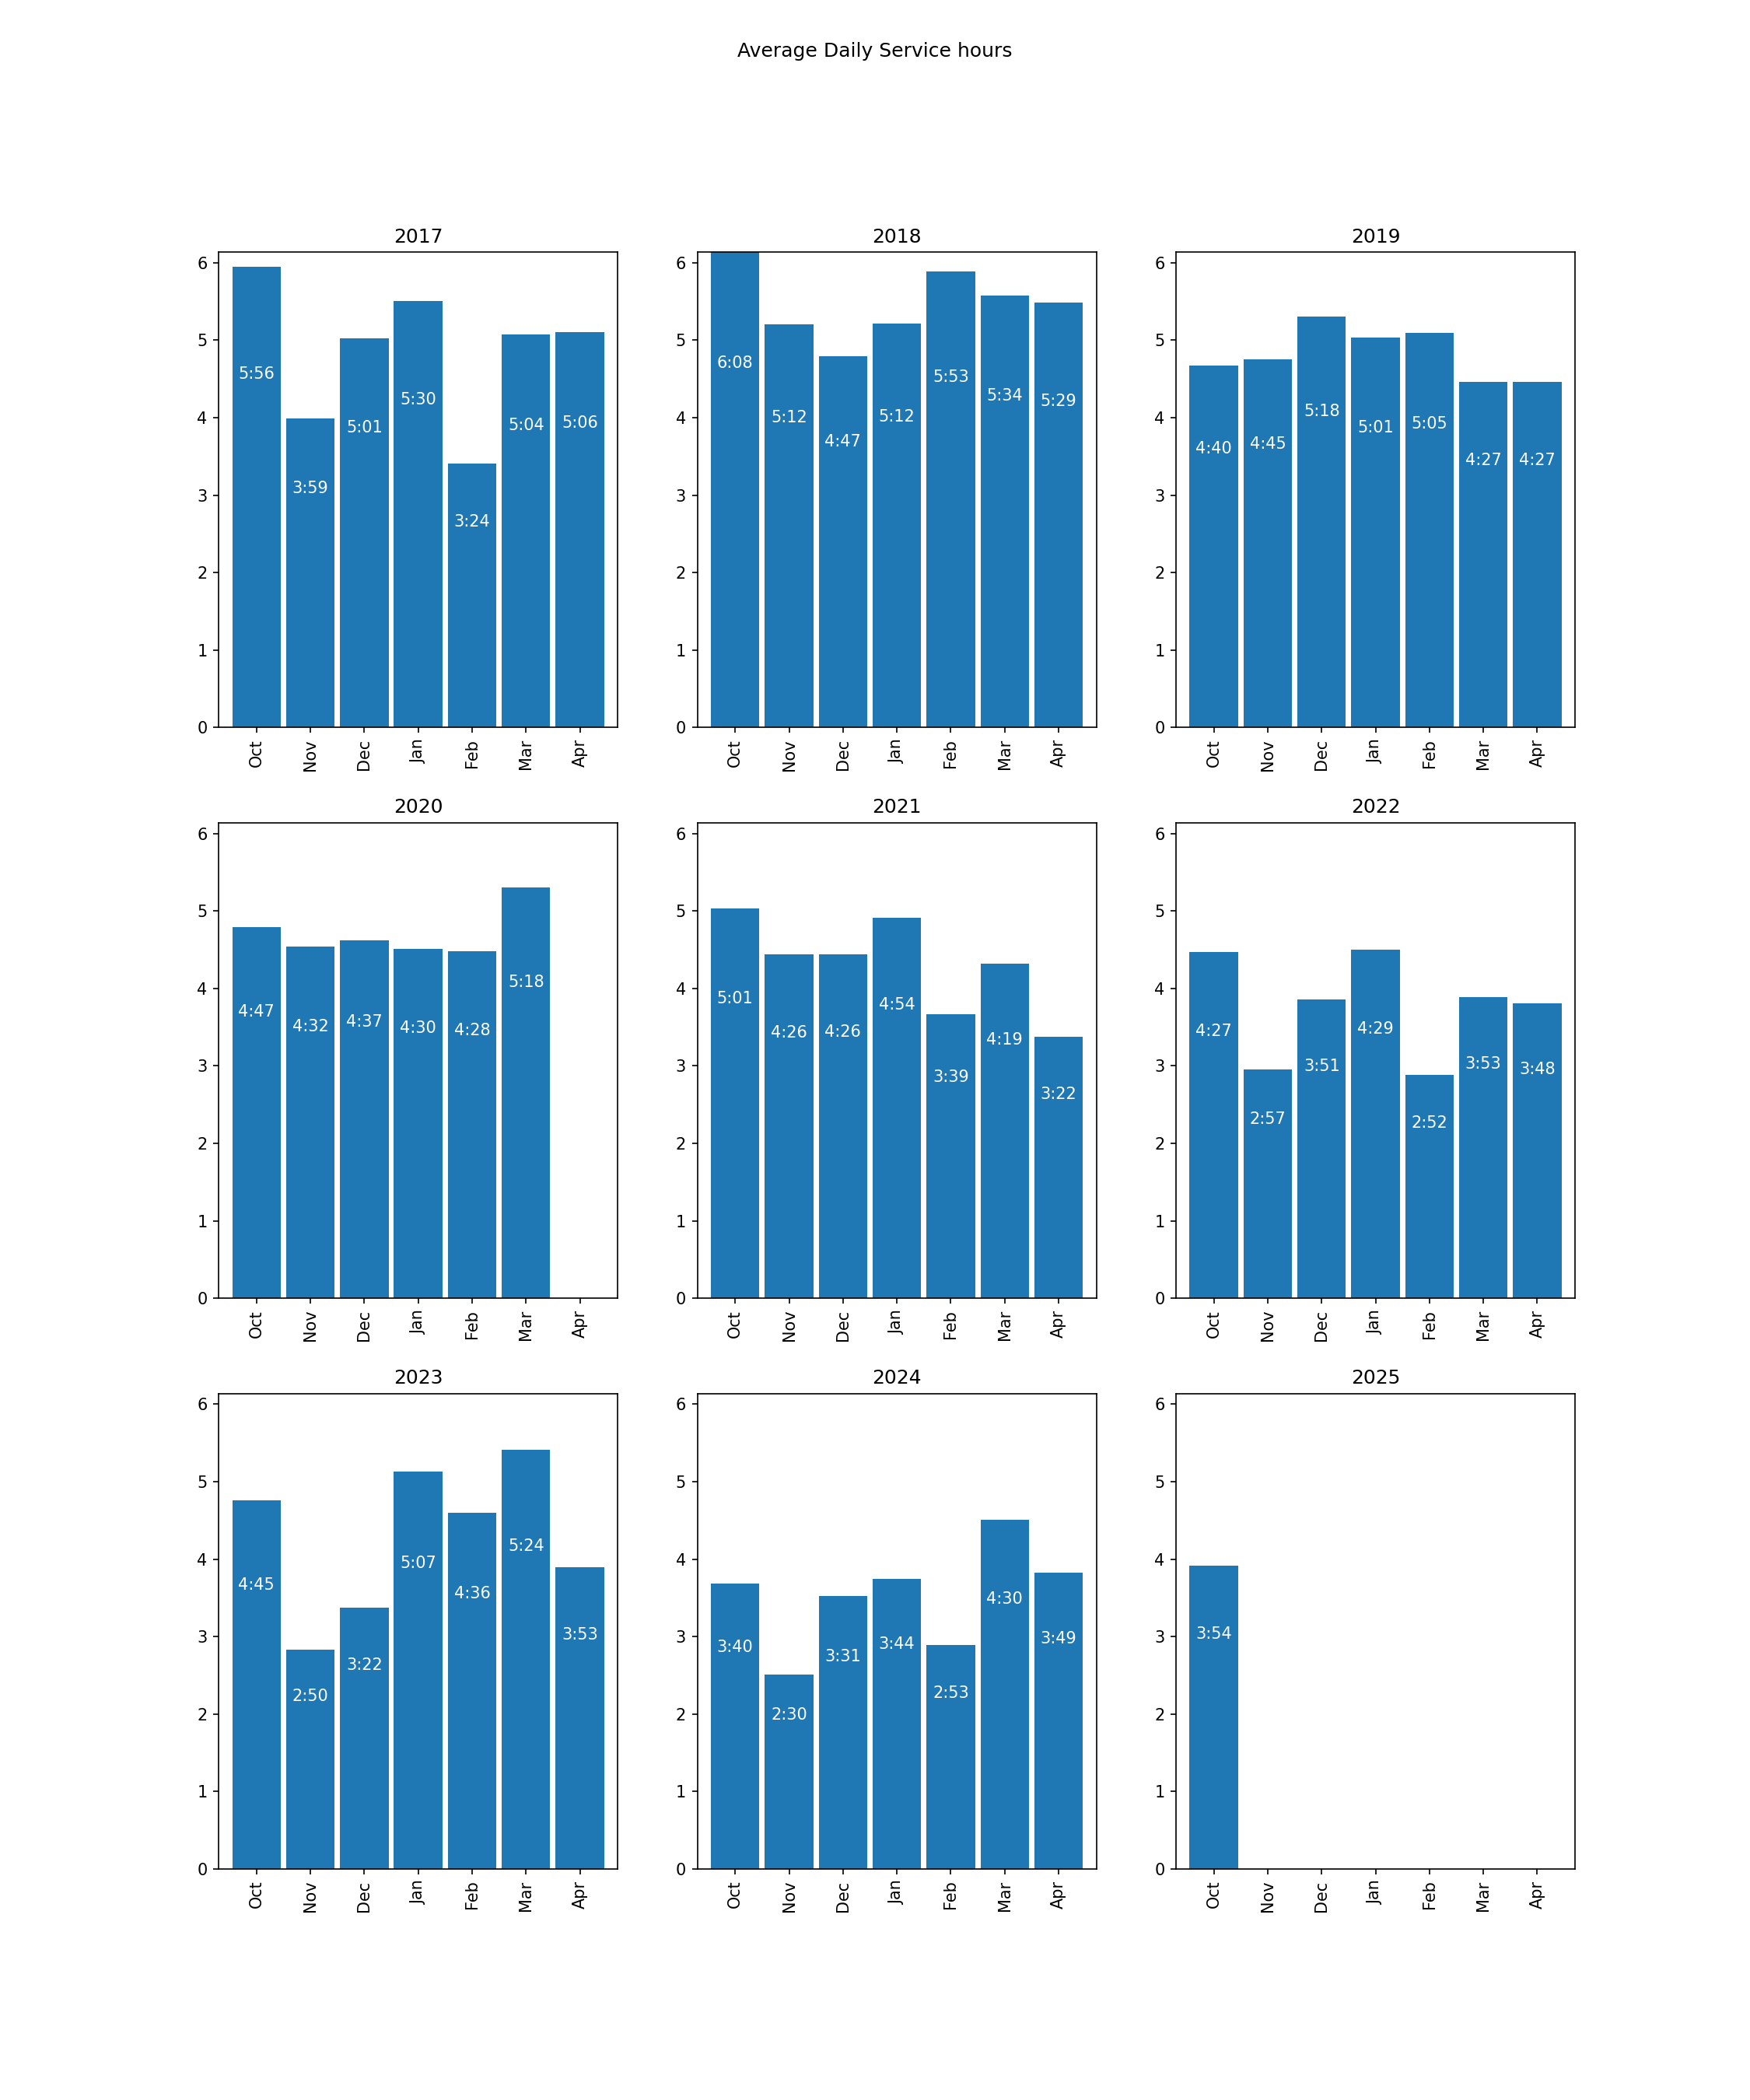 Average Daily Service hours
2017
6
5
4
3
2
1
0
5:56
3:59
5:01
5:30
3:24
5:04
5:06
Oct
Nov
Dec
Jan
Feb
Mar
Apr
2018
6
5
4
3
2
1
0
6:08
5:12
4:47
5:12
5:53
5:34
5:29
Oct
Nov
Dec
Jan
Feb
Mar
Apr
2019
6
5
4
3
2
1
0
4:40
4:45
5:18
5:01
5:05
4:27
4:27
Oct
Nov
Dec
Jan
Feb
Mar
Apr
2020
6
5
4
3
2
1
0
4:47
4:32
4:37
4:30
4:28
5:18
Oct
Nov
Dec
Jan
Feb
Mar
Apr
2021
6
5
4
3
2
1
0
5:01
4:26
4:26
4:54
3:39
4:19
3:22
Oct
Nov
Dec
Jan
Feb
Mar
Apr
2022
6
5
4
3
2
1
0
4:27
2:57
3:51
4:29
2:52
3:53
3:48
Oct
Nov
Dec
Jan
Feb
Mar
Apr
2023
6
5
4
3
2
1
0
4:45
2:50
3:22
5:07
4:36
5:24
3:53
Oct
Nov
Dec
Jan
Feb
Mar
Apr
2024
6
5
4
3
2
1
0
3:40
2:30
3:31
3:44
2:53
4:30
3:49
Oct
Nov
Dec
Jan
Feb
Mar
Apr
2025
6
5
4
3
2
1
0
3:54
Oct
Nov
Dec
Jan
Feb
Mar
Apr